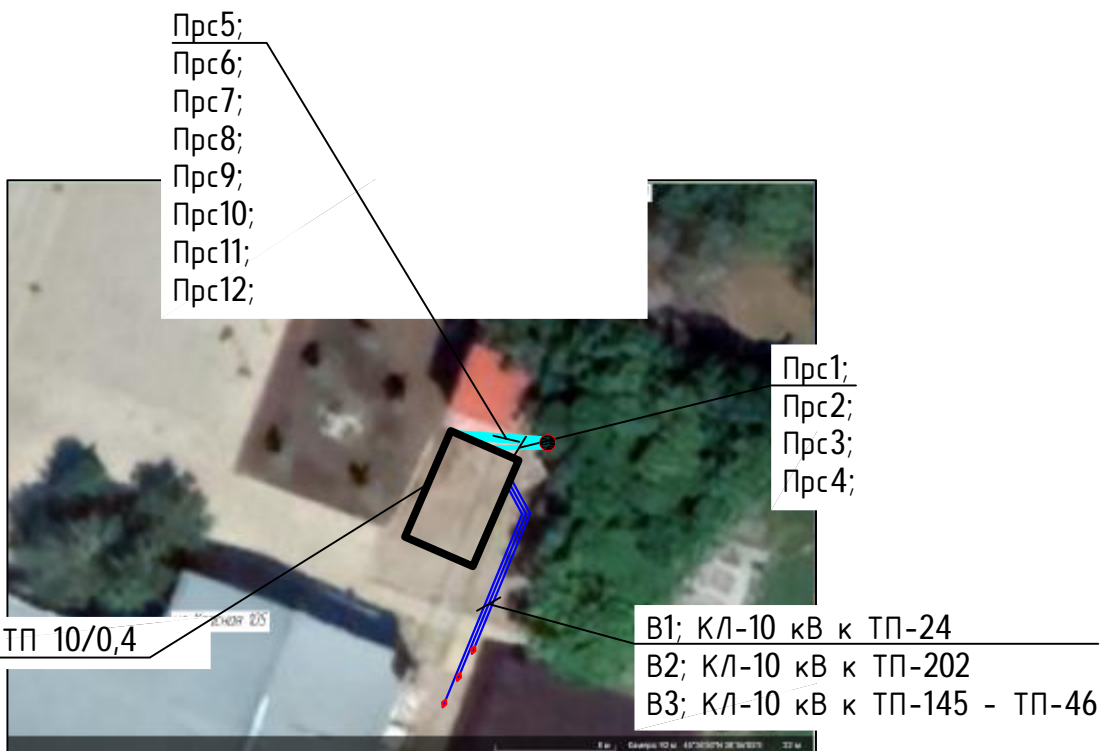 Прс5;
Прс6;
Прс7;
Прс8;
Прс9;
Прс10;
Прс11;
Прс12;
Прс1;
Прс2;
Прс3;
Прс4;
ТП 10/0,4
В1; КЛ-10 кВ к ТП-24
В2; КЛ-10 кВ к ТП-202
В3; КЛ-10 кВ к ТП-145 - ТП-46